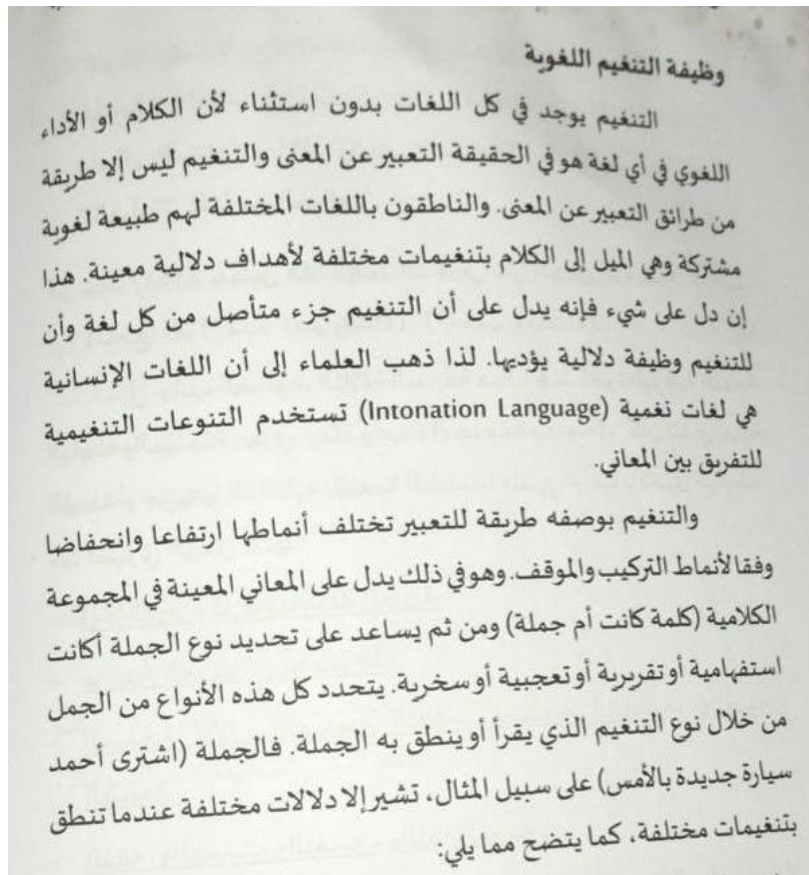 وظيفة التنغيم اللغوية
التنغيم يوجد في كل اللغات بدون استثناء لأن الكلام أو الأداء
اللغوي في أي لغة هو في الحقيقة التعبير عن المعنى والتنغيم ليس إلا طريقة
من طرائق التعبير عن المعنى. والناطقون باللغات المختلفة لهم طبيعة لغوية
مشتركة وهي الميل إلى الكلام بتنغيمات مختلفة لأهداف دلالية معينة. هذا
إن دل على شيء فإنه يدل على أن التنغيم جزء متأصل من كل لغة وأن
للتنغيم وظيفة دلالية يؤديها. لذا ذهب العلماء إلى أن اللغات الإنسانية
هي لغات نغمية (Intonation Language) تستخدم التنوعات التنغيمية
للتفريق بين المعاني.
والتنغيم بوصفه طريقة للتعبير تختلف أنماطها ارتفاعا وانحفاضا
وفقا لأنماط التركيب والموقف. وهو في ذلك يدل على المعاني المعينة في المجموعة
الكلامية (كلمة كانت أم جملة) ومن ثم يساعد على تحديد نوع الجملة أكانت
استفهامية أو تقريرية أو تعجبية أو سخرية. يتحدد كل هذه الأنواع من الجمل
من خلال نوع التنغيم الذي يقرأ أو ينطق به الجملة. فالجملة (اشترى أحمد
سيارة جديدة بالأمس) على سبيل المثال، تشير إلا دلالات مختلفة عندما تنطق
بتنغيمات مختلفة، كما يتضح مما يلي: